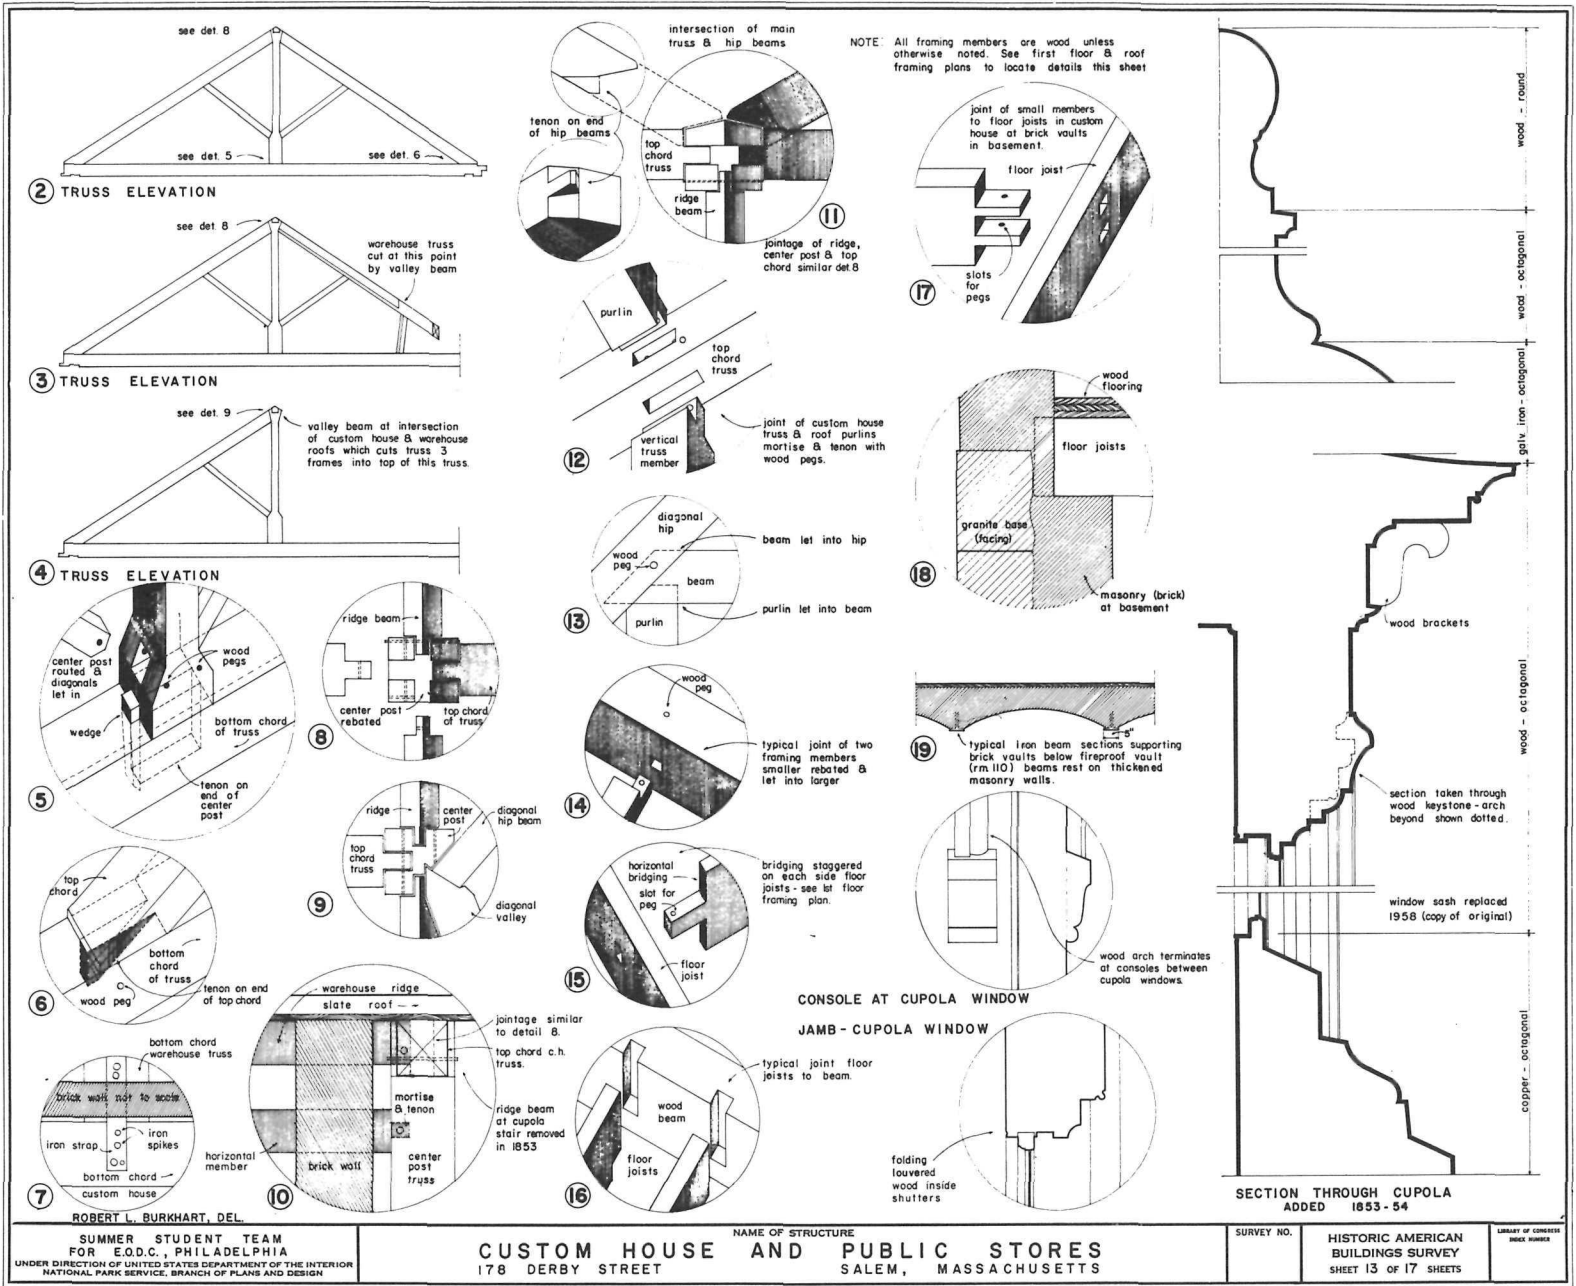 see det. 8
see det. 5
see det. 6
2 TRUSS ELEVATION
see det. 8
warehouse truss
cut at this point
by valley beam
3 TRUSS ELEVATION
see det. 9
valley beam at intersection
of custom house & warehouse
roofs which cuts truss 3
frames into top of this truss.
4 TRUSS ELEVATION
center post
routed &
diagonals
let in
wood
pegs
wedge
bottom chord
of truss
tenon on
end of
center
post
5
top
chord
bottom
chord
of truss
wood peg
tenon on end
of top chord
6
bottom chord
warehouse truss
brick wall not to scale
iron strap
iron
spikes
bottom chord
custom house
7
ROBERT L. BURKHART, DEL.
ridge beam
center post
rebated
top chord
of truss
8
ridge
center
post
diagonal
hip beam
top
chord
truss
diagonal
valley
9
warehouse ridge
slate roof
jointage similar
to detail 8.
top chord c.h.
truss.
mortise
& tenon
ridge beam
at cupola
stair removed
in 1853
horizontal
member
brick wall
center
post
truss
10
intersection of main
truss & hip beams
tenon on end
of hip beams
top
chord
truss
ridge
beam
11
jointage of ridge,
center post & top
chord similar det. 8
purlin
top
chord
truss
vertical
truss
member
joint of custom house
truss & roof purlins
mortise & tenon with
wood pegs.
12
diagonal
hip
wood
peg
beam let into hip
beam
purlin let into beam
purlin
13
wood
peg
typical joint of two
framing members
smaller rebated &
let into larger
14
horizontal
bridging
slot for
peg
bridging staggered
on each side floor
joists - see 1st floor
framing plan.
floor
joist
15
typical joint floor
joists to beam.
wood
beam
floor
joists
16
NOTE: All framing members are wood unless
otherwise noted. See first floor & roof
framing plans to locate details this sheet
joint of small members
to floor joists in custom
house at brick vaults
in basement.
floor joist
slots
for
pegs
17
wood
flooring
floor joists
granite base
(facing)
masonry (brick)
at basement
18
5"
19
typical iron beam sections supporting
brick vaults below fireproof vault
(rm. 110) beams rest on thickened
masonry walls.
wood arch terminates
at consoles between
cupola windows.
CONSOLE AT CUPOLA WINDOW
JAMB - CUPOLA WINDOW
folding
louvered
wood inside
shutters
wood - round
wood - octagonal
galv. iron - octagonal
wood brackets
wood - octagonal
section taken through
wood keystone - arch
beyond shown dotted.
window sash replaced
1958 (copy of original)
copper - octagonal
SECTION THROUGH CUPOLA
ADDED 1853-54
SUMMER STUDENT TEAM
FOR E.O.D.C., PHILADELPHIA
UNDER DIRECTION OF UNITED STATES DEPARTMENT OF THE INTERIOR
NATIONAL PARK SERVICE, BRANCH OF PLANS AND DESIGN
NAME OF STRUCTURE
CUSTOM HOUSE AND PUBLIC STORES
178 DERBY STREET SALEM, MASSACHUSETTS
SURVEY NO.
HISTORIC AMERICAN
BUILDINGS SURVEY
SHEET 13 OF 17 SHEETS
LIBRARY OF CONGRESS
INDEX NUMBER